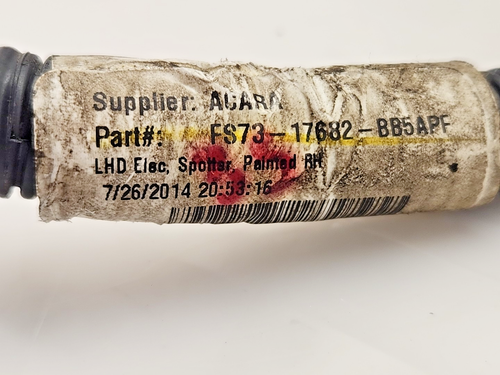 Supplier: ACARA
Part#: FS73-17682-BB5APF
LHD Elec, Spotter, Painted RH
7/26/2014 20:53:16